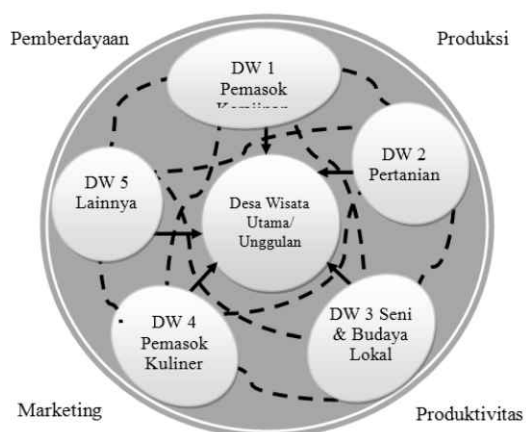 Pemberdayaan
Produksi
DW 1
Pemasok
DW 2
Pertanian
DW 5
Lainnya
Desa Wisata
Utama/
Unggulan
DW 4
Pemasok
Kuliner
DW 3 Seni
& Budaya
Lokal
Marketing
Produktivitas